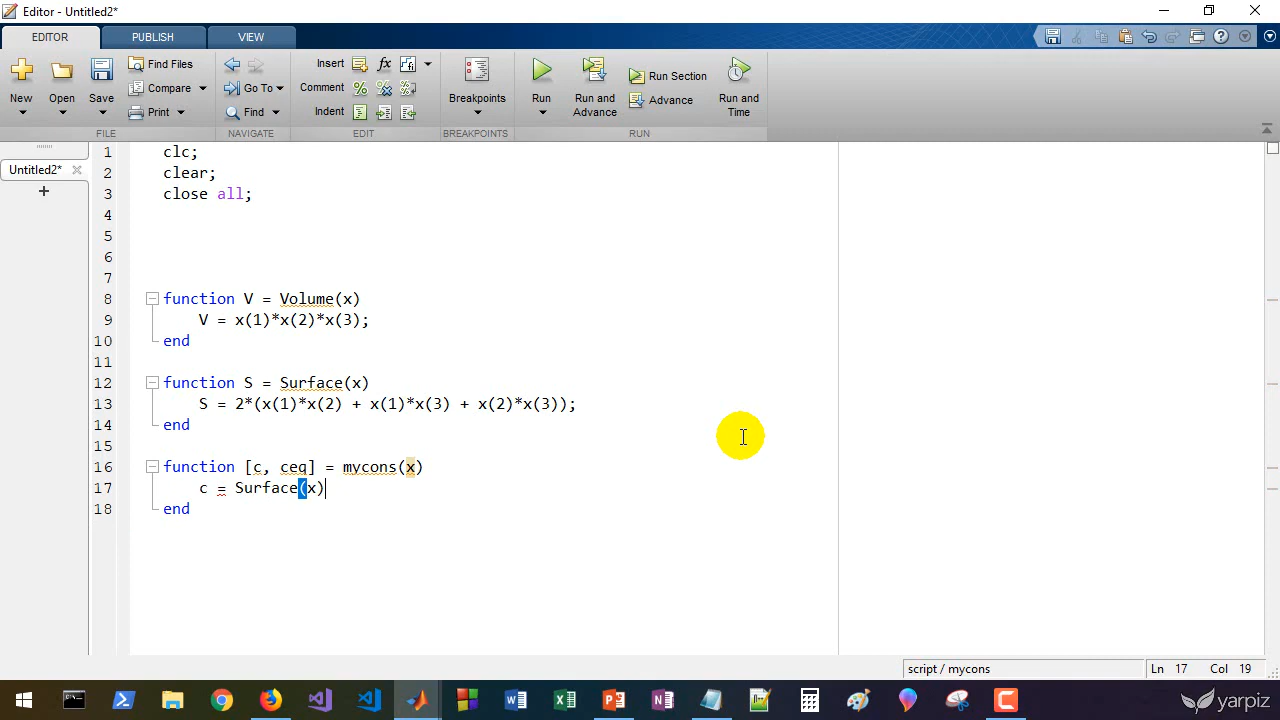 Editor - Untitled2*
EDITOR PUBLISH VIEW
New Open Save Find Files Compare Print
Go To Find
Insert fx Comment Indent
Breakpoints
Run Run and Advance Run Section Advance Run and Time
FILE NAVIGATE EDIT BREAKPOINTS RUN
Untitled2*
1 clc;
2 clear;
3 close all;
4
5
6
7
8 function V = Volume(x)
9 V = x(1)*x(2)*x(3);
10 end
11
12 function S = Surface(x)
13 S = 2*(x(1)*x(2) + x(1)*x(3) + x(2)*x(3));
14 end
15
16 function [c, ceq] = mycons(x)
17 c = Surface(x)
18 end
script / mycons Ln 17 Col 19
yarpiz